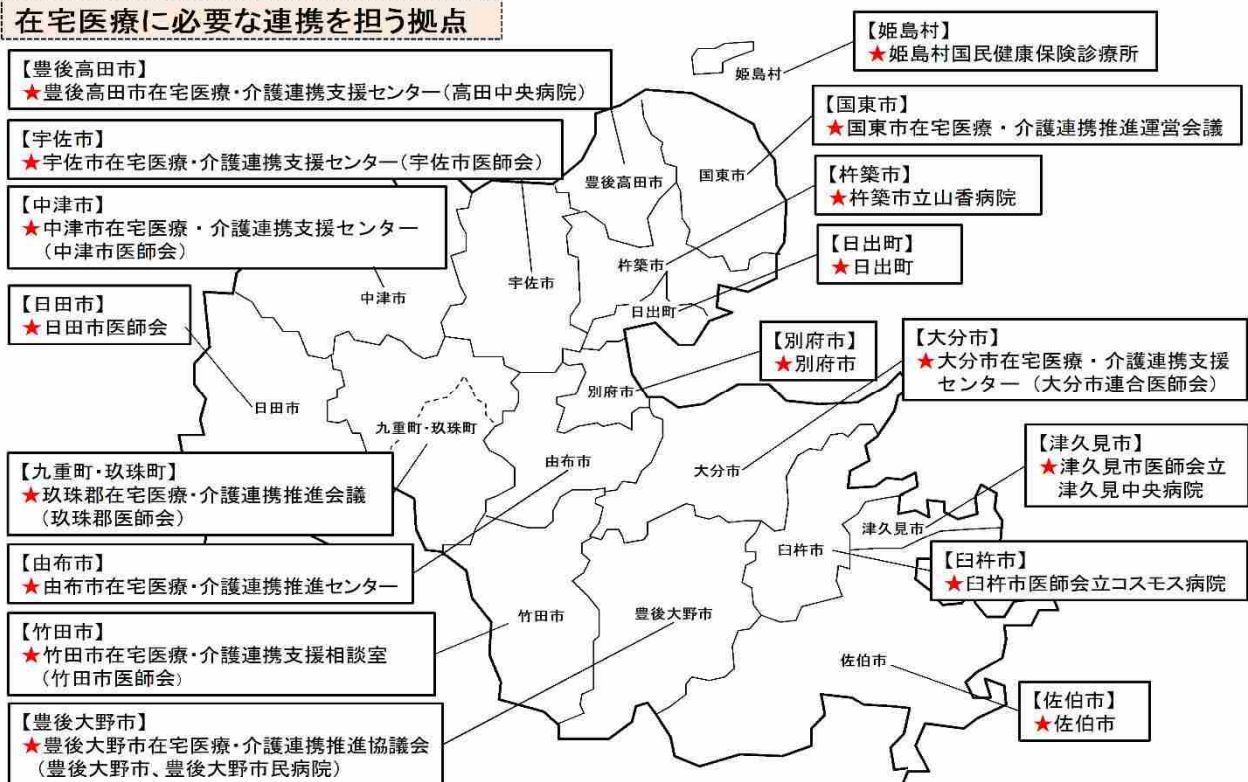 在宅医療に必要な連携を担う拠点
【豊後高田市】
★豊後高田市在宅医療・介護連携支援センター(高田中央病院)
【宇佐市】
★宇佐市在宅医療・介護連携支援センター(宇佐市医師会)
【中津市】
★中津市在宅医療・介護連携支援センター
(中津市医師会)
【日田市】
★日田市医師会
【九重町・玖珠町】
★玖珠郡在宅医療・介護連携推進会議
(玖珠郡医師会)
【由布市】
★由布市在宅医療・介護連携推進センター
【竹田市】
★竹田市在宅医療・介護連携支援相談室
(竹田市医師会)
【豊後大野市】
★豊後大野市在宅医療・介護連携推進協議会
(豊後大野市、豊後大野市民病院)
【姫島村】
★姫島村国民健康保険診療所
【国東市】
★国東市在宅医療・介護連携推進運営会議
【杵築市】
★杵築市立山香病院
【日出町】
★日出町
【別府市】
★別府市
【大分市】
★大分市在宅医療・介護連携支援
センター(大分市連合医師会)
【津久見市】
★津久見市医師会立
津久見中央病院
【臼杵市】
★臼杵市医師会立コスモス病院
【佐伯市】
★佐伯市
姫島村
豊後高田市
国東市
杵築市
宇佐市
中津市
日出町
別府市
日田市
九重町・玖珠町
由布市
大分市
津久見市
臼杵市
竹田市
豊後大野市
佐伯市